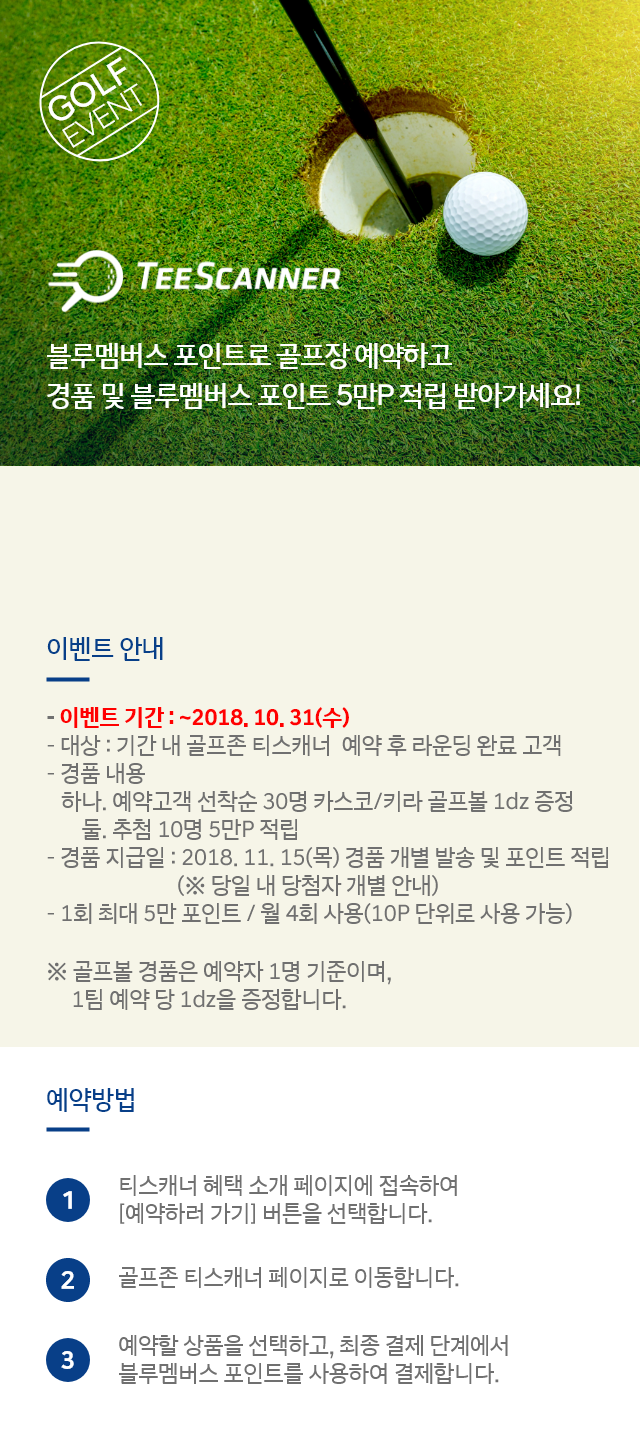 GOLF
EVENT
TEESCANNER
블루멤버스 포인트로 골프장 예약하고
경품 및 블루멤버스 포인트 5만P 적립 받아가세요!
이벤트 안내
- 이벤트 기간 : ~2018. 10. 31(수)
- 대상 : 기간 내 골프존 티스캐너 예약 후 라운딩 완료 고객
- 경품 내용
하나. 예약고객 선착순 30명 카스코/키라 골프볼 1dz 증정
둘. 추첨 10명 5만P 적립
- 경품 지급일 : 2018. 11. 15(목) 경품 개별 발송 및 포인트 적립
(※ 당일 내 당첨자 개별 안내)
- 1회 최대 5만 포인트 / 월 4회 사용(10P 단위로 사용 가능)
※ 골프볼 경품은 예약자 1명 기준이며,
1팀 예약 당 1dz을 증정합니다.
예약방법
1 티스캐너 혜택 소개 페이지에 접속하여
[예약하러 가기] 버튼을 선택합니다.
2 골프존 티스캐너 페이지로 이동합니다.
3 예약할 상품을 선택하고, 최종 결제 단계에서
블루멤버스 포인트를 사용하여 결제합니다.